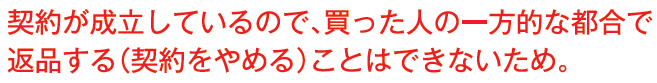 契約が成立しているので、買った人の一方的な都合で
返品する（契約をやめる）ことはできないため。